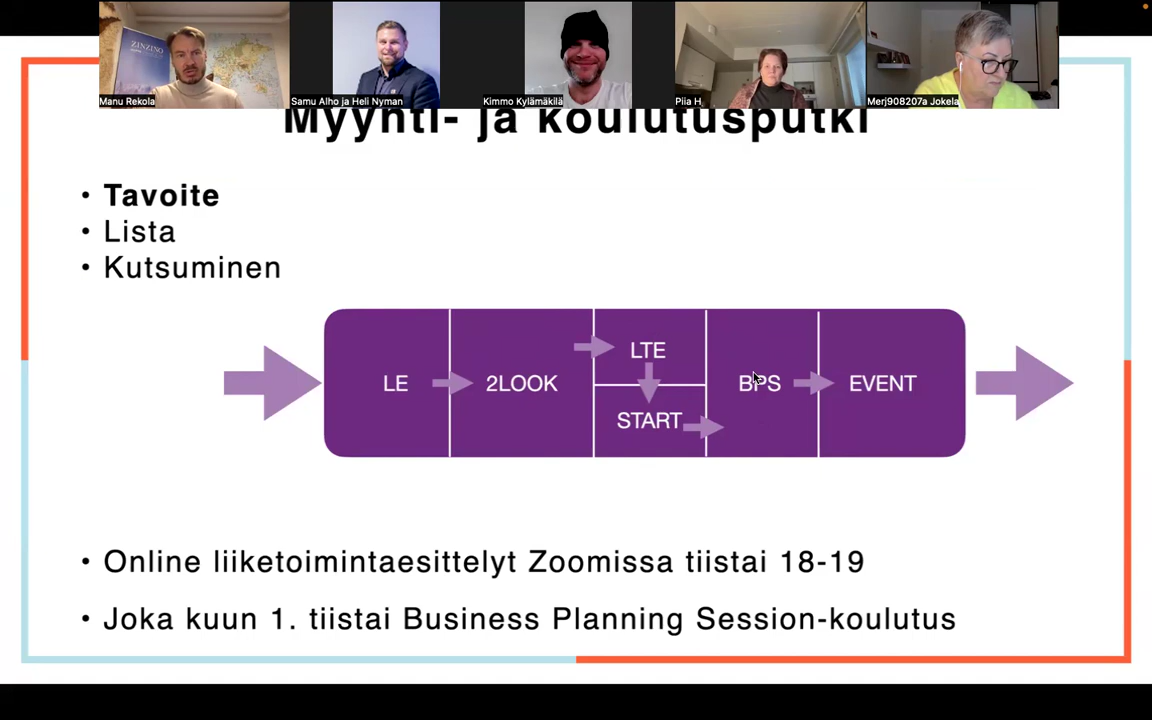 ZINZINO
Manu Rekola
Samu Alho ja Heli Nyman
Kimmo Kylämäkilä
Piia H
Merj908207a Jokela
Myynti- ja koulutusputki
• Tavoite
• Lista
• Kutsuminen
LE
2LOOK
LTE
START
BPS
EVENT
• Online liiketoimintaesittelyt Zoomissa tiistai 18-19
• Joka kuun 1. tiistai Business Planning Session-koulutus